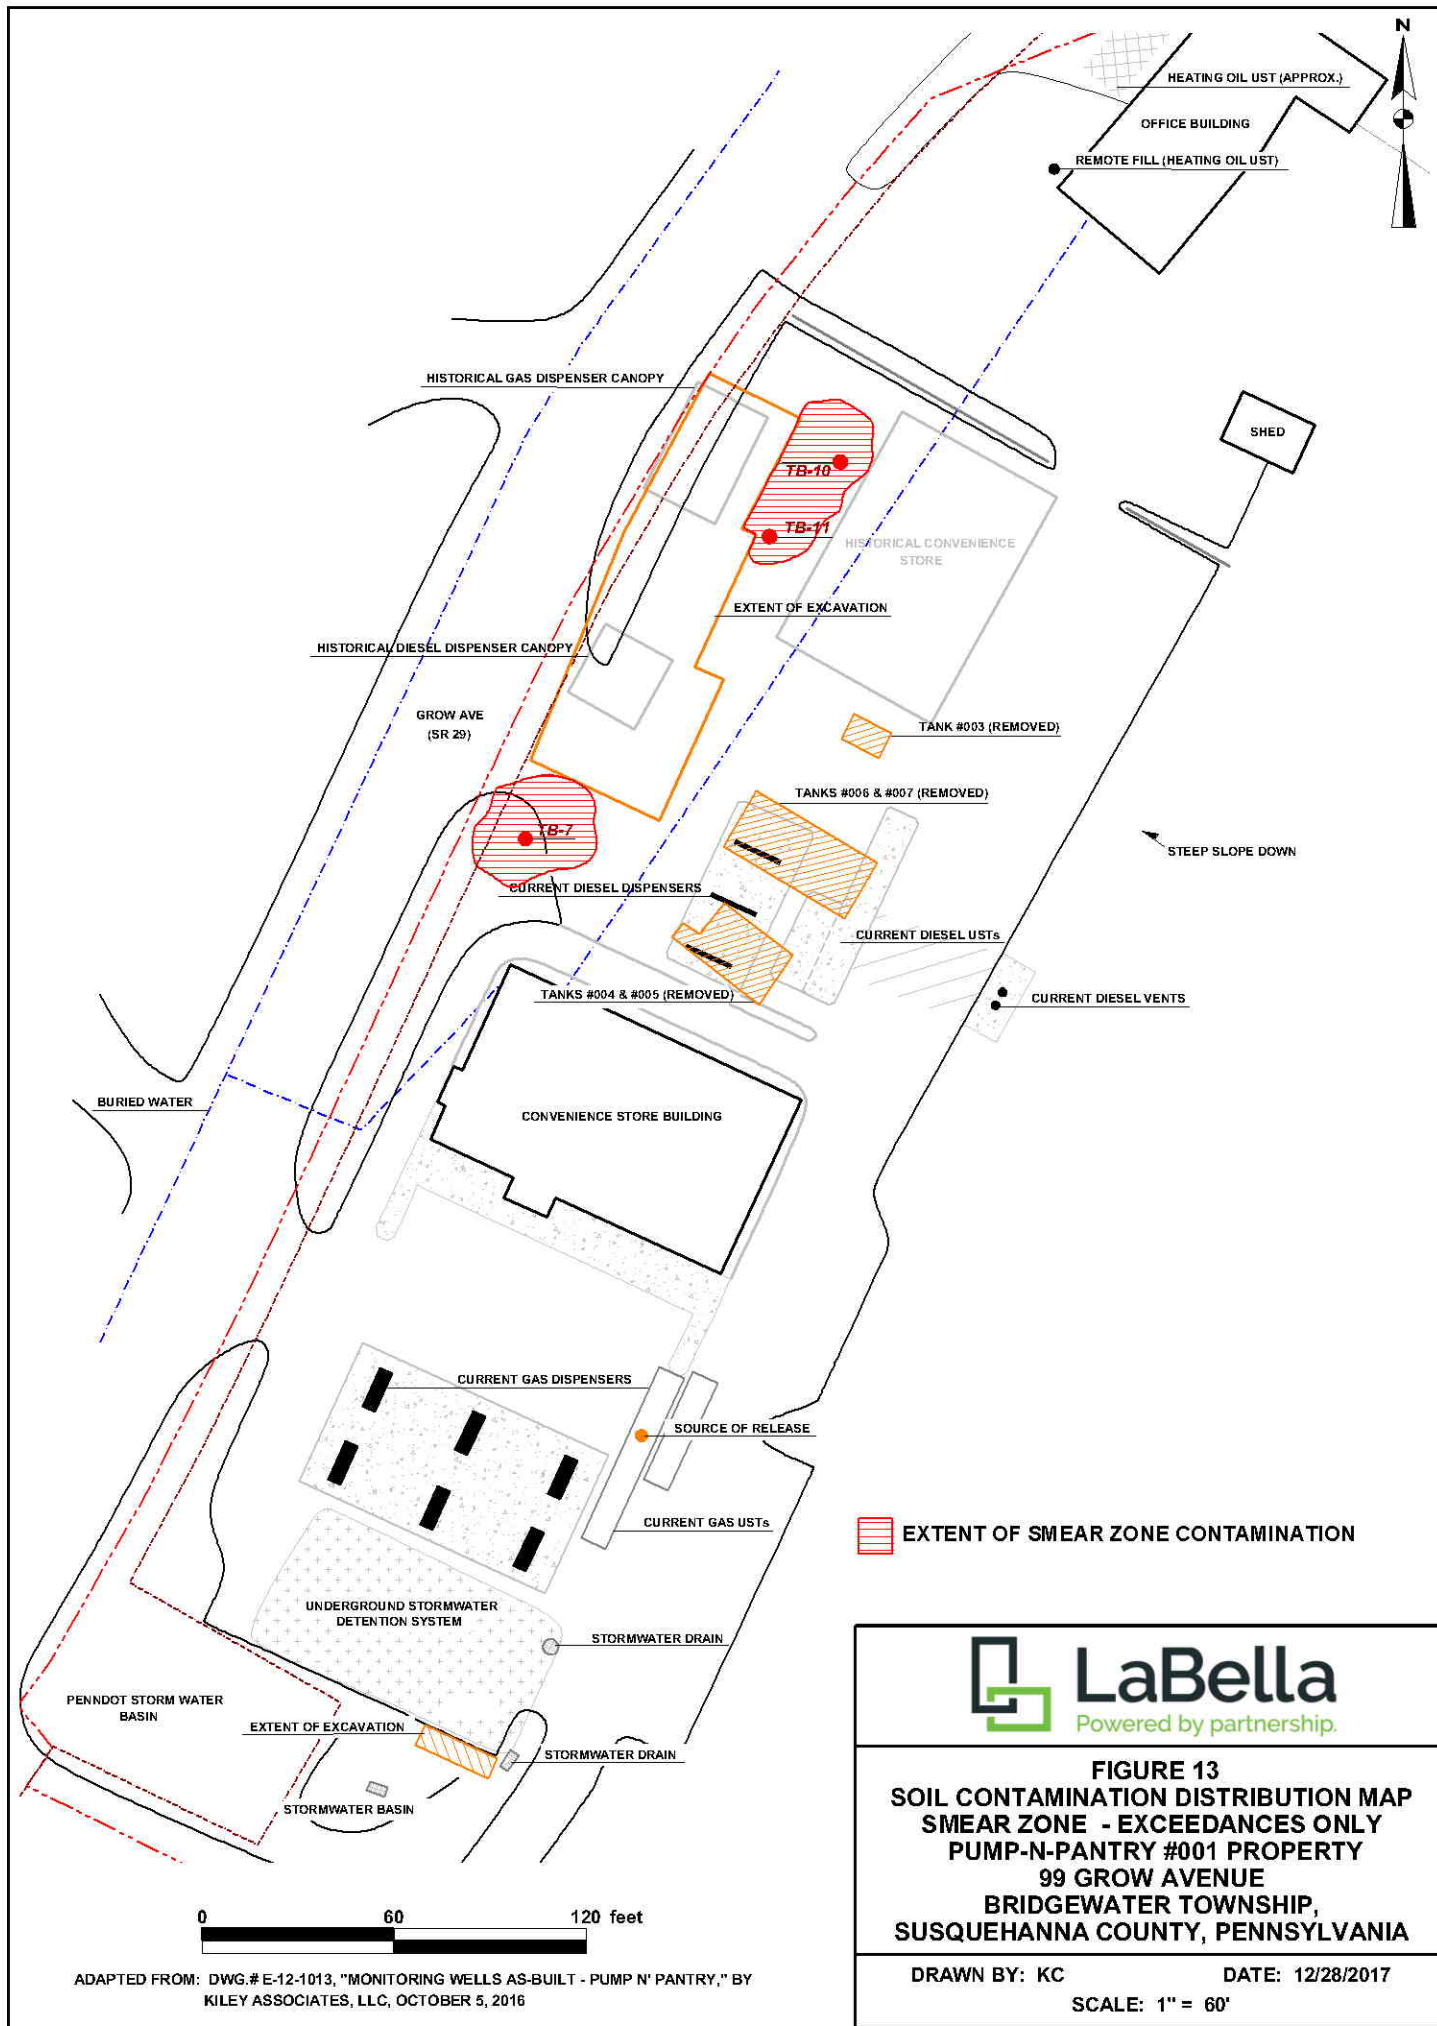 N
HEATING OIL UST (APPROX.)
OFFICE BUILDING
REMOTE FILL (HEATING OIL UST)
HISTORICAL GAS DISPENSER CANOPY
SHED
TB-10
TB-11
HISTORICAL CONVENIENCE
STORE
EXTENT OF EXCAVATION
HISTORICAL DIESEL DISPENSER CANOPY
GROW AVE
(SR 29)
TANK #003 (REMOVED)
TANKS #006 & #007 (REMOVED)
TB-7
STEEP SLOPE DOWN
CURRENT DIESEL DISPENSERS
CURRENT DIESEL USTs
TANKS #004 & #005 (REMOVED)
CURRENT DIESEL VENTS
BURIED WATER
CONVENIENCE STORE BUILDING
CURRENT GAS DISPENSERS
SOURCE OF RELEASE
CURRENT GAS USTs
EXTENT OF SMEAR ZONE CONTAMINATION
UNDERGROUND STORMWATER
DETENTION SYSTEM
STORMWATER DRAIN
PENNDOT STORM WATER
BASIN
EXTENT OF EXCAVATION
STORMWATER DRAIN
STORMWATER BASIN
LaBella
Powered by partnership.
FIGURE 13
SOIL CONTAMINATION DISTRIBUTION MAP
SMEAR ZONE - EXCEEDANCES ONLY
PUMP-N-PANTRY #001 PROPERTY
99 GROW AVENUE
BRIDGEWATER TOWNSHIP,
SUSQUEHANNA COUNTY, PENNSYLVANIA
0 60 120 feet
ADAPTED FROM: DWG.# E-12-1013, "MONITORING WELLS AS-BUILT - PUMP N' PANTRY," BY
KILEY ASSOCIATES, LLC, OCTOBER 5, 2016
DRAWN BY: KC DATE: 12/28/2017
SCALE: 1" = 60'